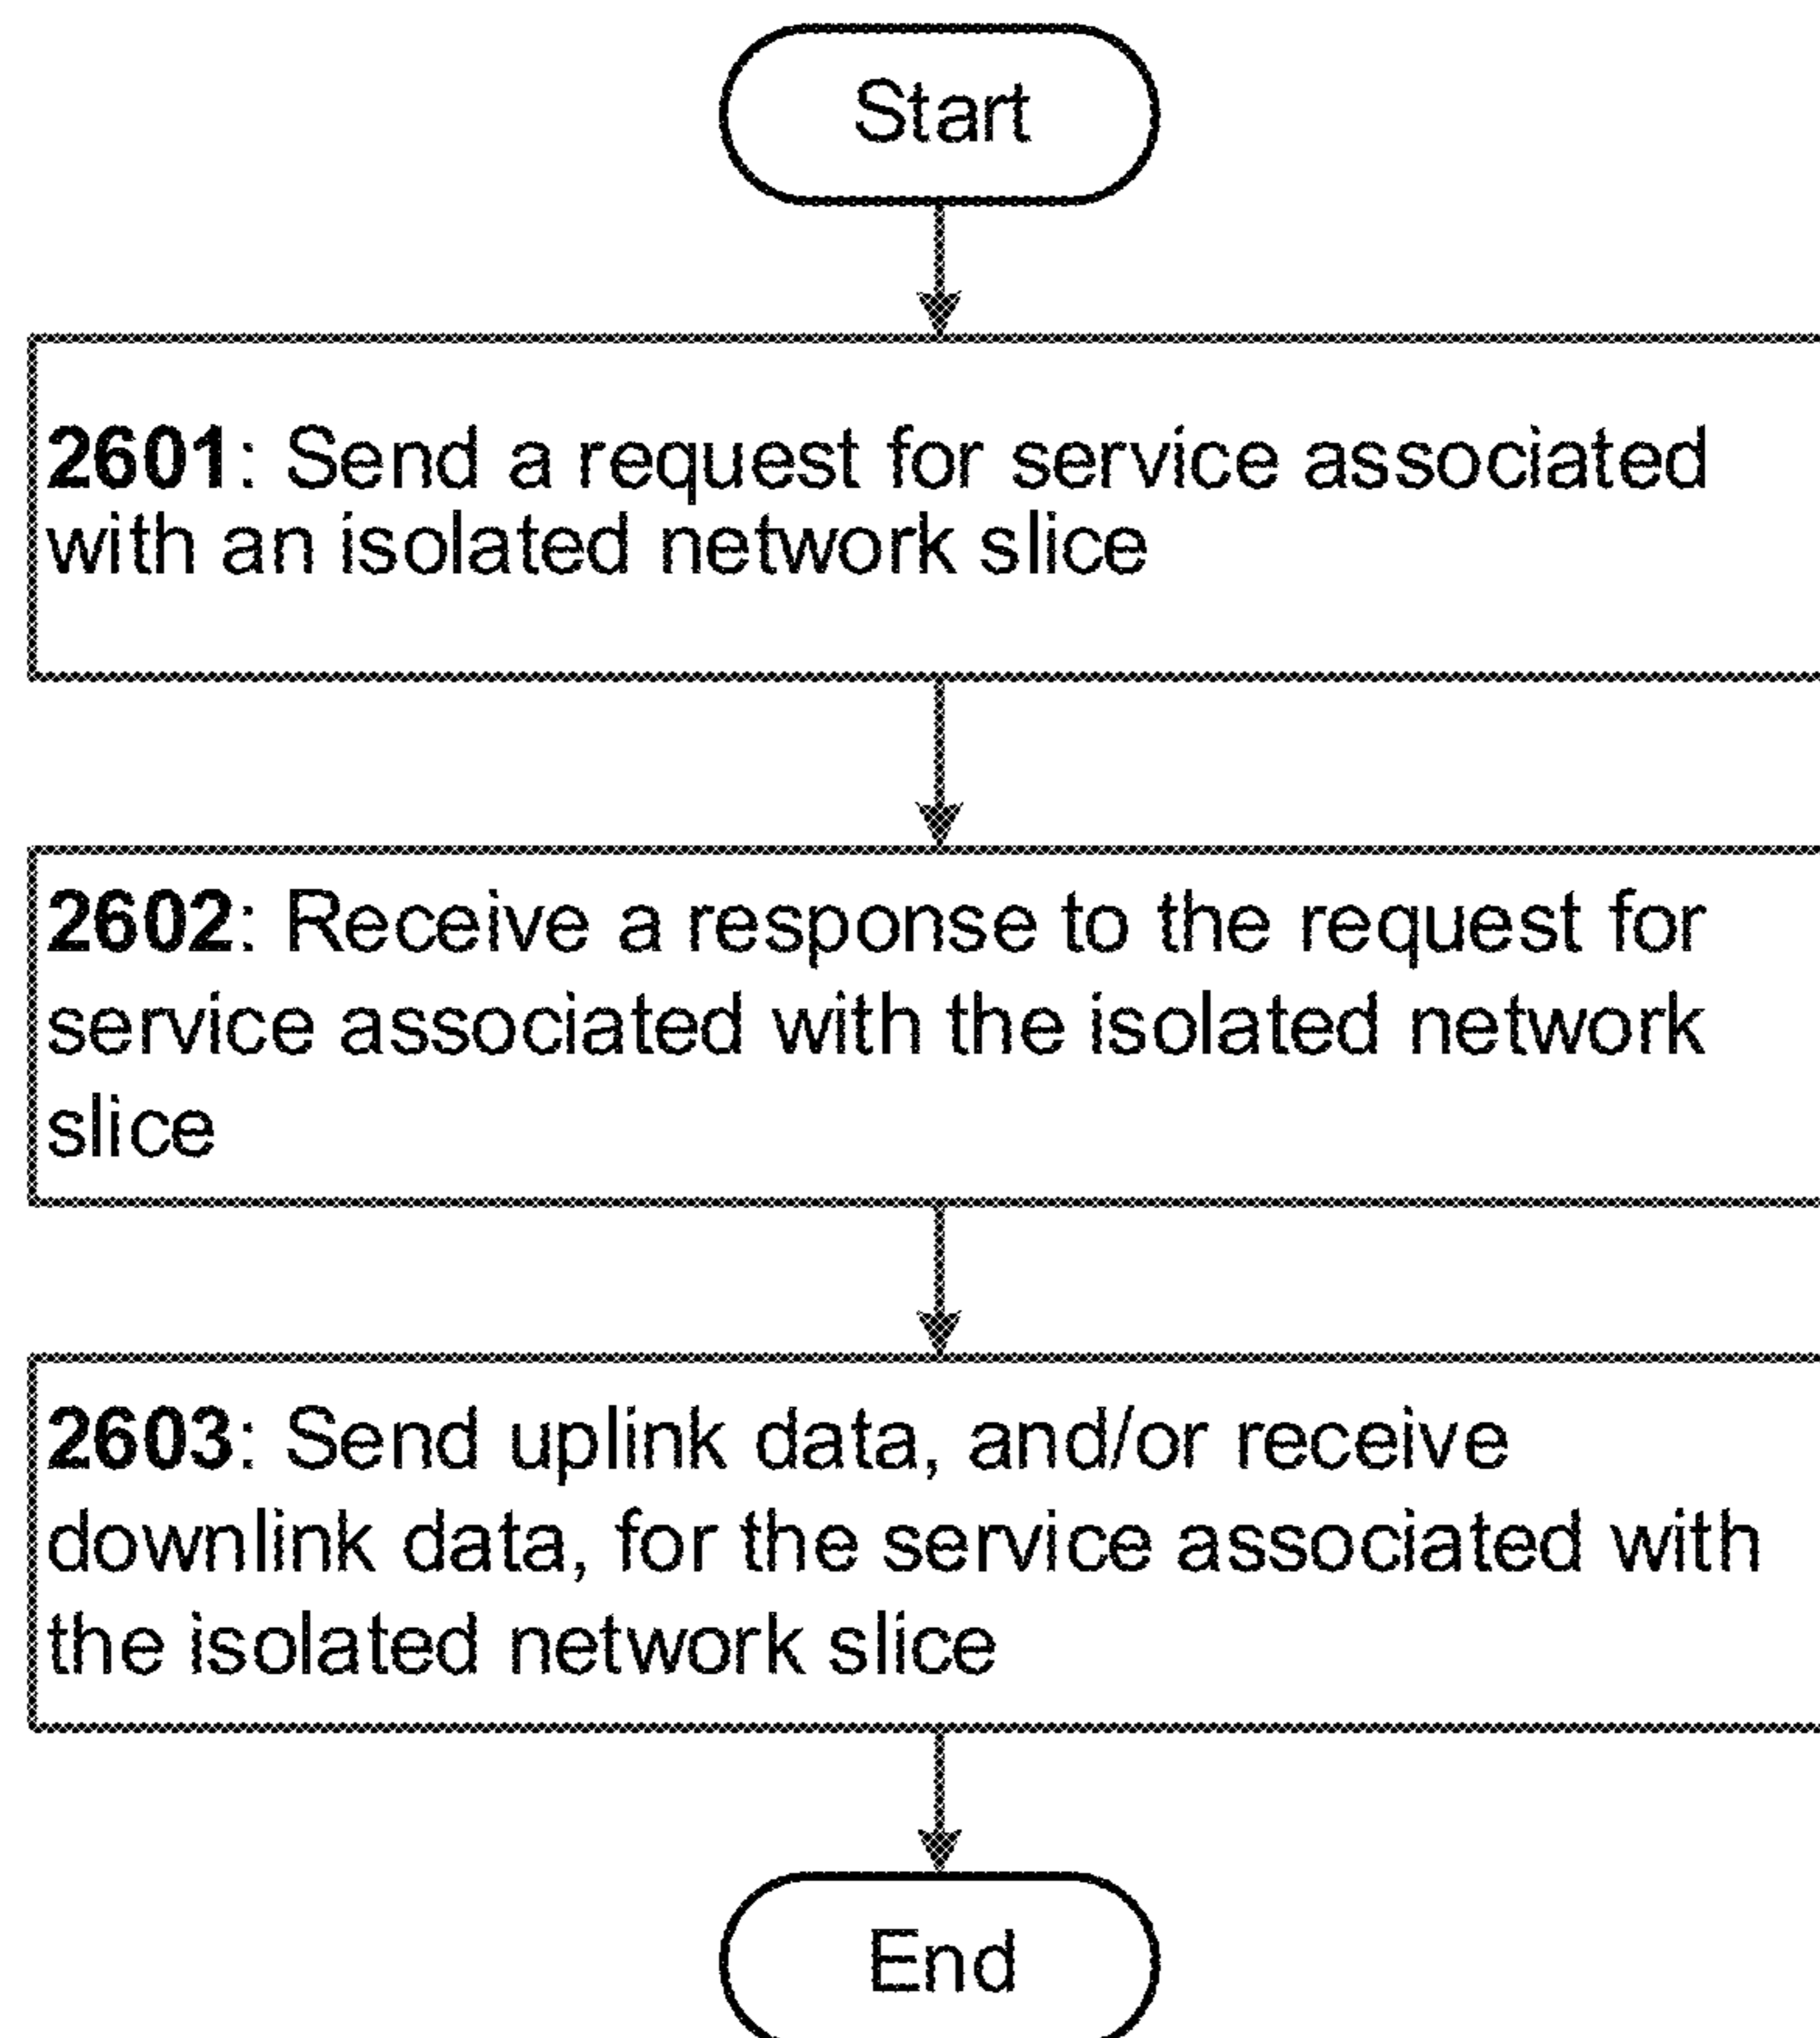 Start
2601: Send a request for service associated
with an isolated network slice
2602: Receive a response to the request for
service associated with the isolated network
slice
2603: Send uplink data, and/or receive
downlink data, for the service associated with
the isolated network slice
End